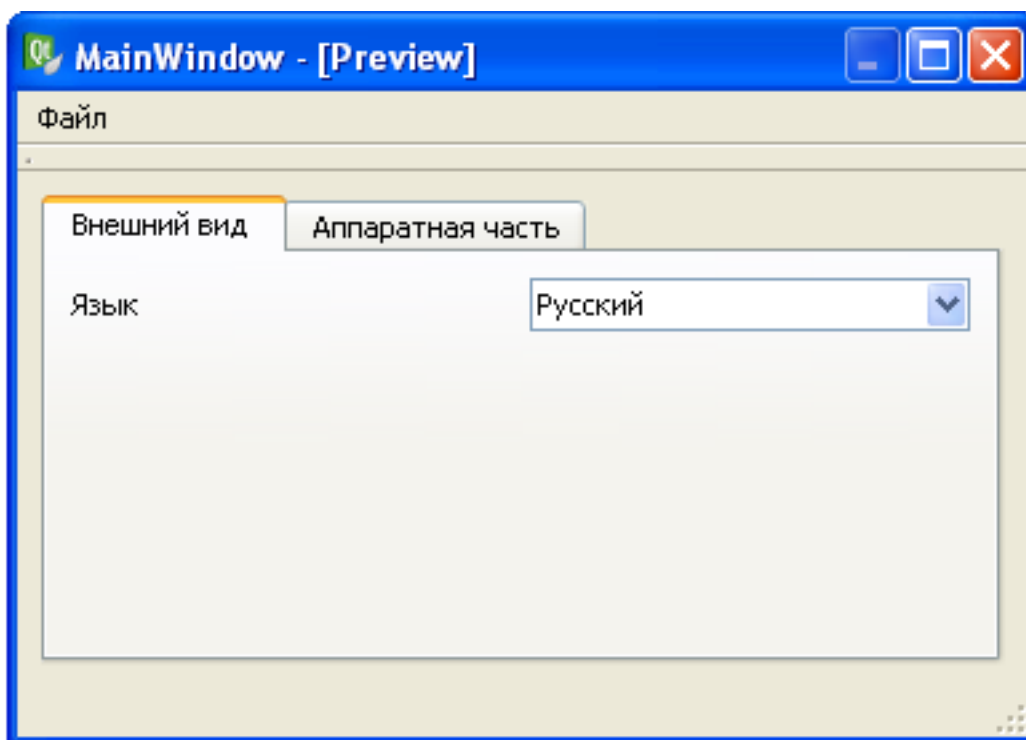 MainWindow - [Preview]
Файл
Внешний вид Аппаратная часть
Язык Русский